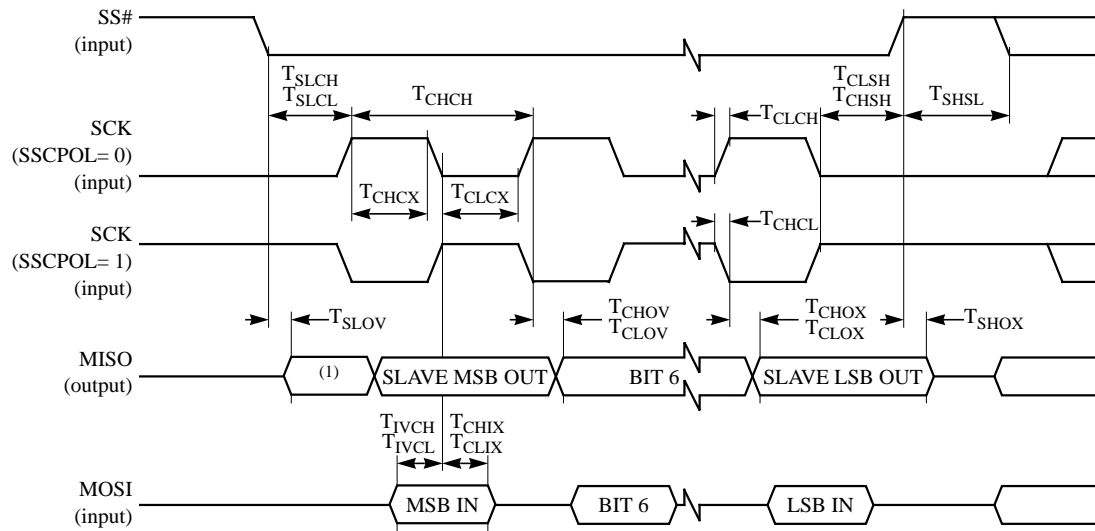 SS#
(input)
T_SLCH
T_SLCL
T_CHCH
T_CLCH
T_CLSH
T_CHSH
T_SHSL
SCK
(SSCPOL= 0)
(input)
T_CHCX
T_CLCX
SCK
(SSCPOL= 1)
(input)
T_CHCL
T_SLOV
T_CHOV
T_CLOV
T_CHOX
T_CLOX
T_SHOX
MISO
(output)
(1)
SLAVE MSB OUT
BIT 6
SLAVE LSB OUT
T_IVCH
T_IVCL
T_CHIX
T_CLIX
MOSI
(input)
MSB IN
BIT 6
LSB IN